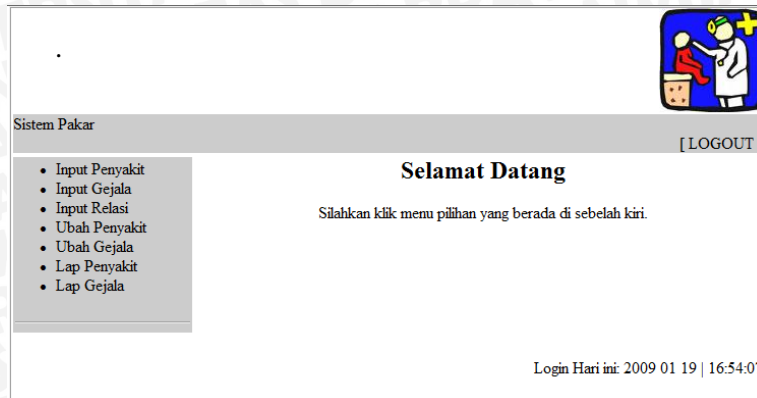 Sistem Pakar
[ LOGOUT
Input Penyakit
Input Gejala
Input Relasi
Ubah Penyakit
Ubah Gejala
Lap Penyakit
Lap Gejala
Selamat Datang
Silahkan klik menu pilihan yang berada di sebelah kiri.
Login Hari ini: 2009 01 19 | 16:54:07